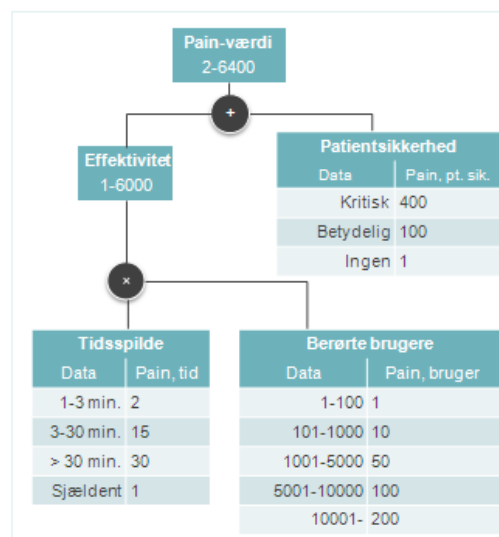 Pain-værdi
2-6400
+
Effektivitet
1-6000
Patientsikkerhed
Data Pain, pt. sik.
Kritisk 400
Betydelig 100
Ingen 1
×
Tidsspilde
Data Pain, tid
1-3 min. 2
3-30 min. 15
> 30 min. 30
Sjældent 1
Berørte brugere
Data Pain, bruger
1-100 1
101-1000 10
1001-5000 50
5001-10000 100
10001- 200